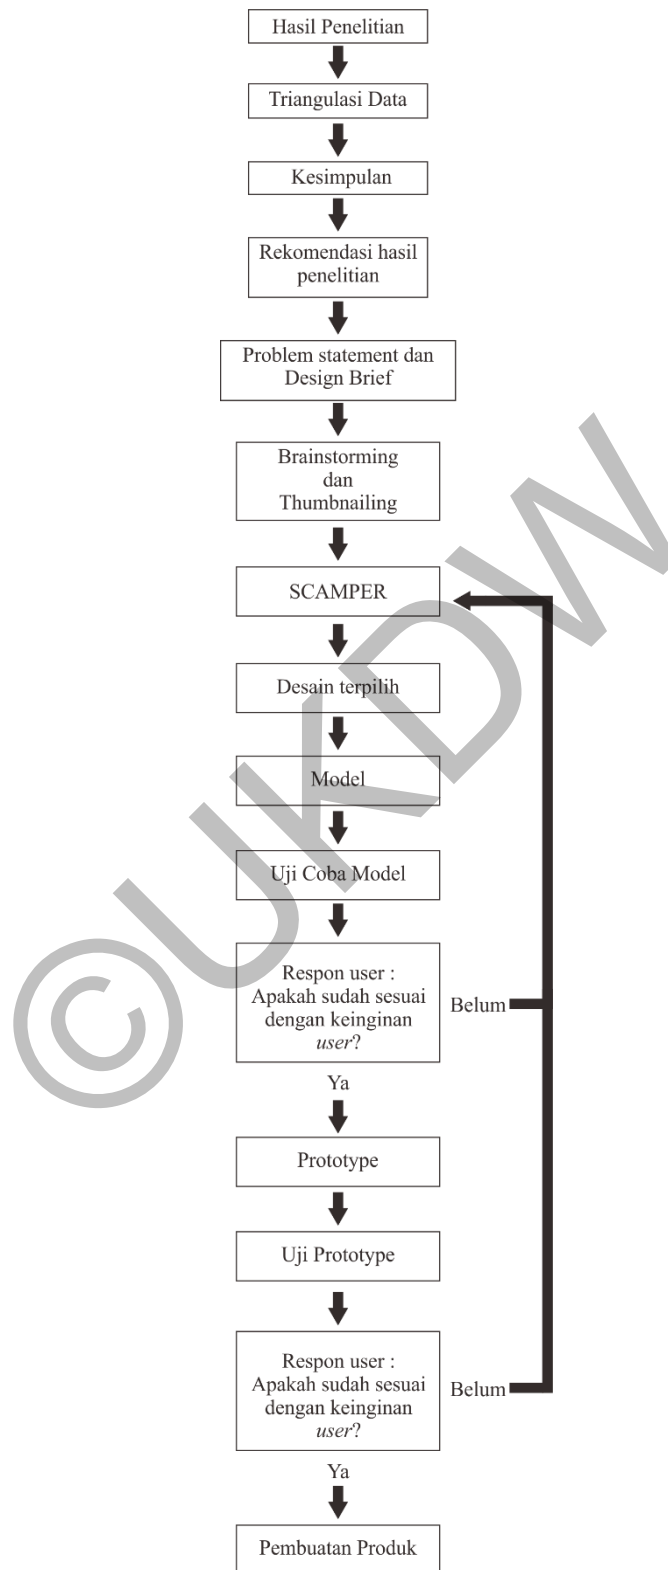 Hasil Penelitian
Triangulasi Data
Kesimpulan
Rekomendasi hasil
penelitian
Problem statement dan
Design Brief
Brainstorming
dan
Thumbnailing
SCAMPER
Desain terpilih
Model
Uji Coba Model
Respon user :
Apakah sudah sesuai
dengan keinginan
user?
Belum
Ya
Prototype
Uji Prototype
Respon user :
Apakah sudah sesuai
dengan keinginan
user?
Belum
Ya
Pembuatan Produk
©UKDW